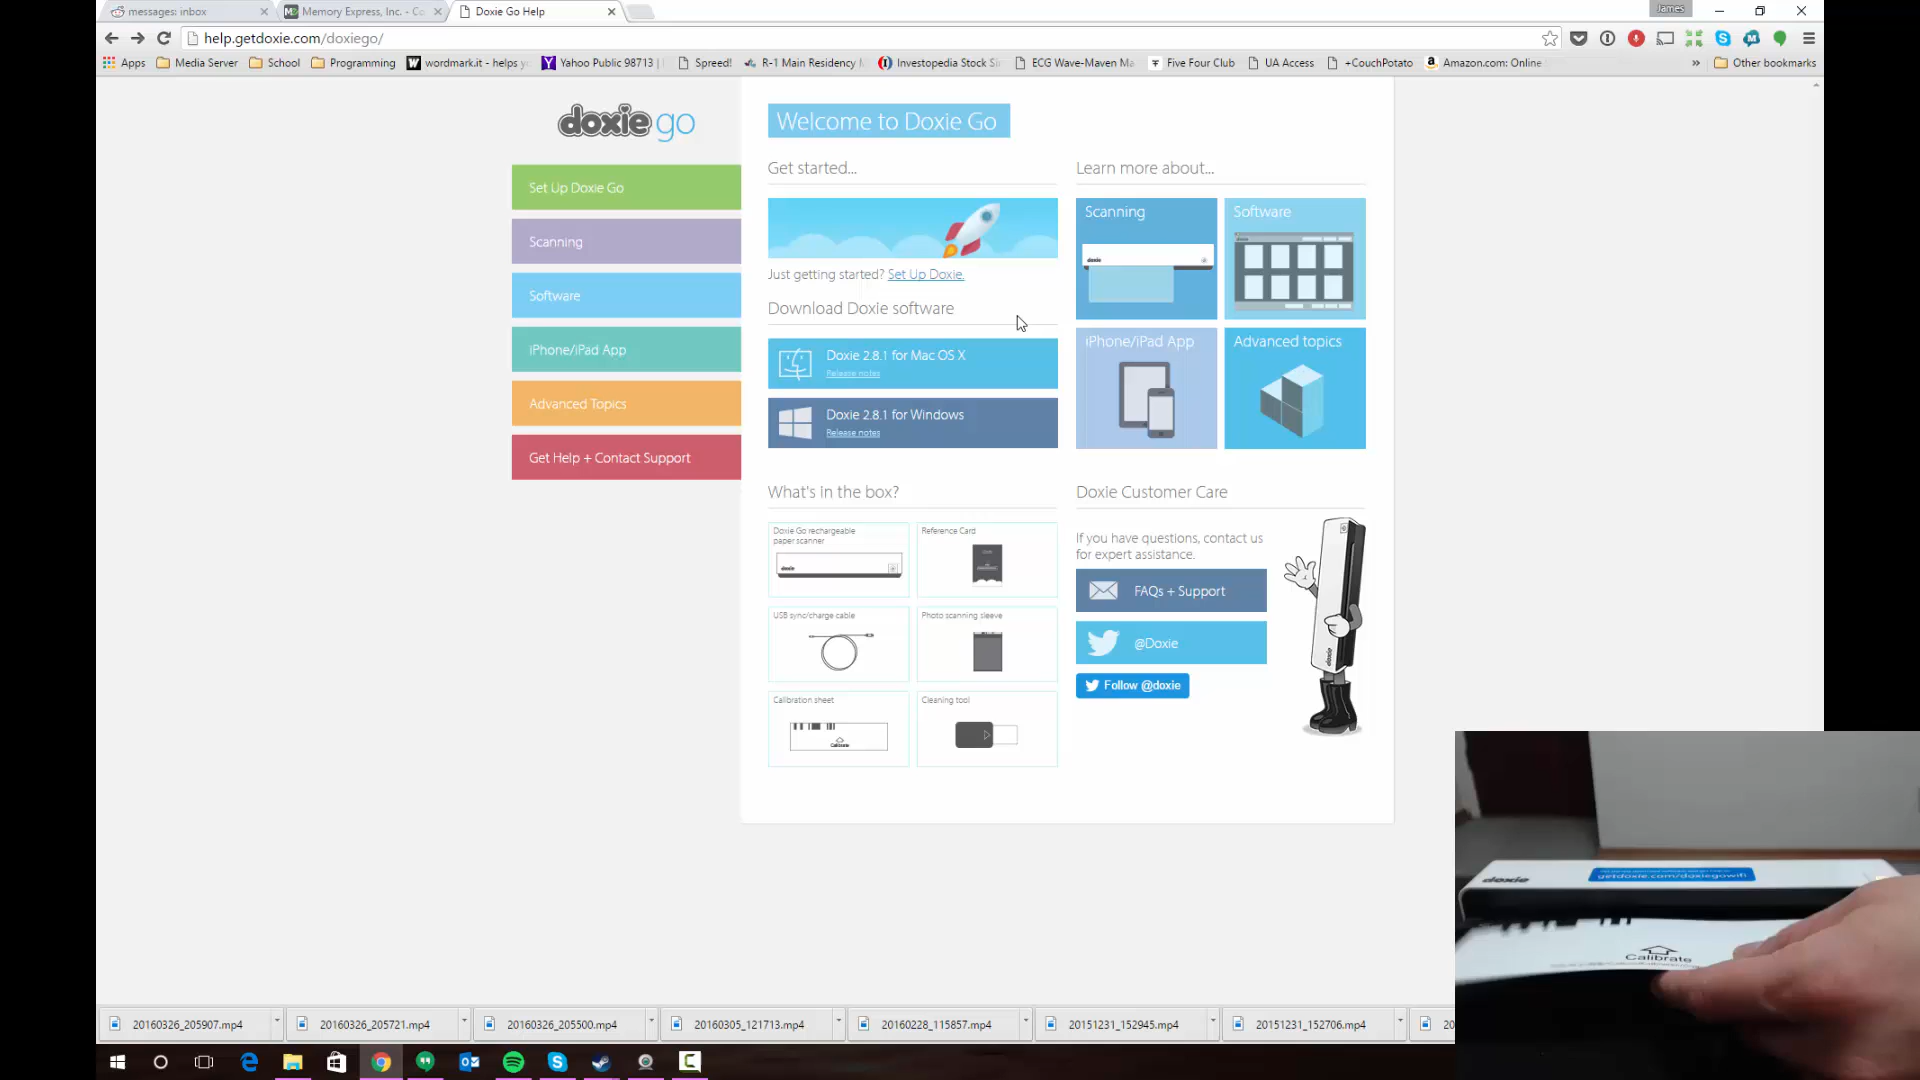 James
messages: inbox
Memory Express, Inc. - Co
Doxie Go Help
help.getdoxie.com/doxiego/
Apps
Media Server
School
Programming
wordmark.it - helps y
Yahoo Public 98713
Spreed!
R-1 Main Residency
Investopedia Stock Si
ECG Wave-Maven Ma
Five Four Club
UA Access
+CouchPotato
Amazon.com: Online
»
Other bookmarks
doxie go
Set Up Doxie Go
Scanning
Software
iPhone/iPad App
Advanced Topics
Get Help + Contact Support
Welcome to Doxie Go
Get started...
Just getting started? Set Up Doxie.
Download Doxie software
Doxie 2.8.1 for Mac OS X
Release notes
Doxie 2.8.1 for Windows
Release notes
Learn more about...
Scanning
doxie
Software
iPhone/iPad App
Advanced topics
What's in the box?
Doxie Go rechargeable
paper scanner
doxie
Reference Card
USB sync/charge cable
Photo scanning sleeve
Calibration sheet
Calibrate
Cleaning tool
Doxie Customer Care
If you have questions, contact us
for expert assistance.
FAQs + Support
@Doxie
Follow @doxie
doxie
doxie
getdoxie.com/doxiegowifi
Calibrate
20160326_205907.mp4
20160326_205721.mp4
20160326_205500.mp4
20160305_121713.mp4
20160228_115857.mp4
20151231_152945.mp4
20151231_152706.mp4
20